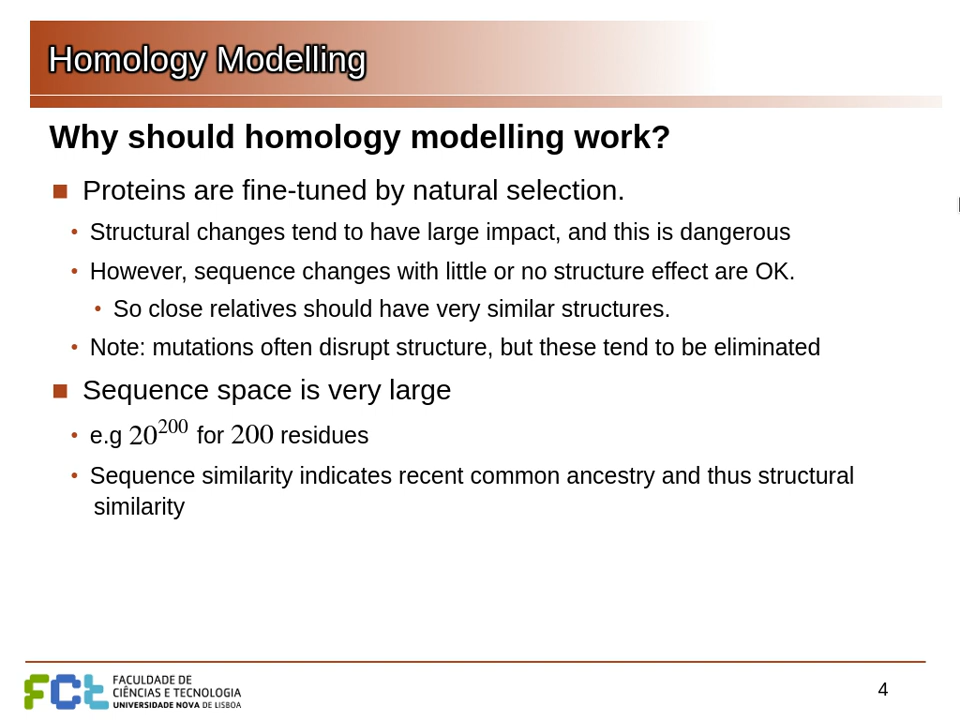 Homology Modelling
Why should homology modelling work?
■ Proteins are fine-tuned by natural selection.
• Structural changes tend to have large impact, and this is dangerous
• However, sequence changes with little or no structure effect are OK.
• So close relatives should have very similar structures.
• Note: mutations often disrupt structure, but these tend to be eliminated
■ Sequence space is very large
• e.g 20^200 for 200 residues
• Sequence similarity indicates recent common ancestry and thus structural
similarity
FCt
FACULDADE DE
CIÊNCIAS E TECNOLOGIA
UNIVERSIDADE NOVA DE LISBOA
4